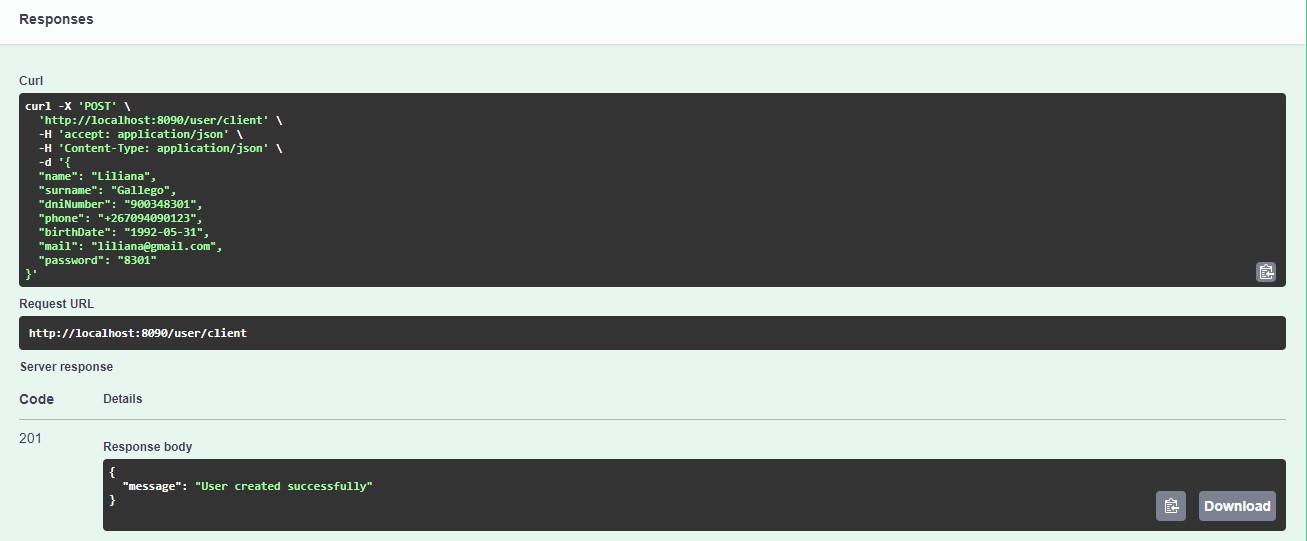 Responses
Curl
curl -X 'POST' \
  'http://localhost:8090/user/client' \
  -H 'accept: application/json' \
  -H 'Content-Type: application/json' \
  -d '{
  "name": "Liliana",
  "surname": "Gallego",
  "dniNumber": "900348301",
  "phone": "+267094090123",
  "birthDate": "1992-05-31",
  "mail": "liliana@gmail.com",
  "password": "8301"
}'
Request URL
http://localhost:8090/user/client
Server response
Code Details
201
Response body
{
  "message": "User created successfully"
}
Download